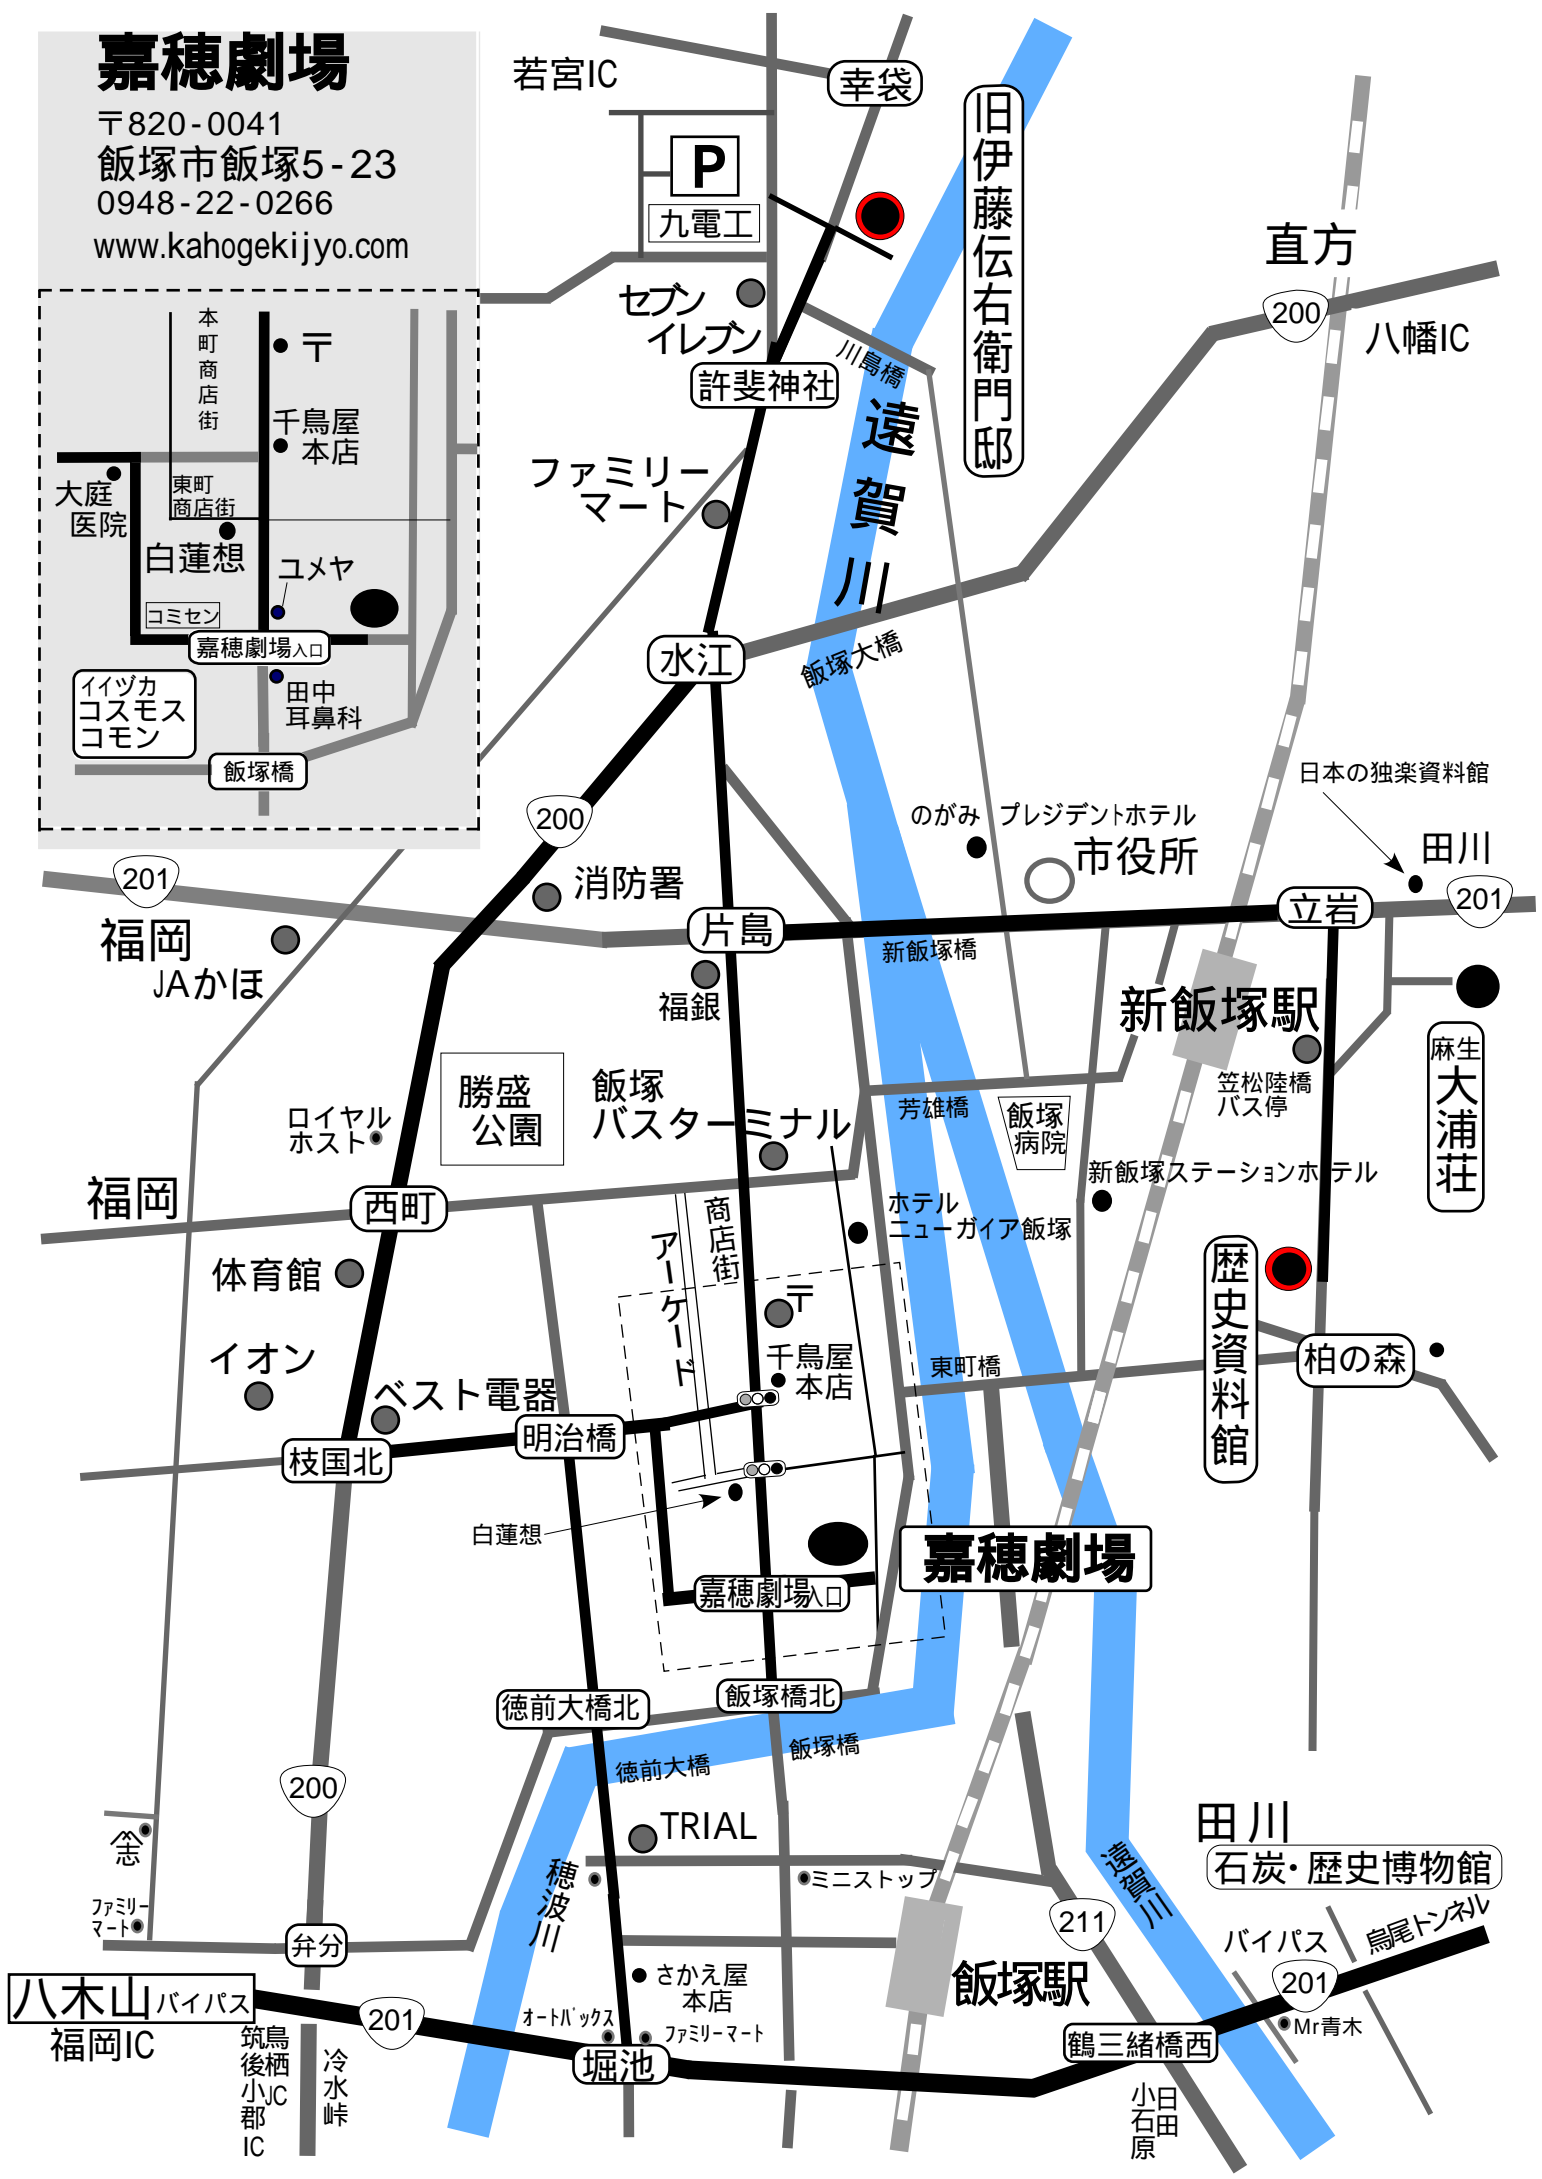 嘉穂劇場
〒820-0041
飯塚市飯塚5-23
0948-22-0266
www.kahogekijyo.com
本町商店街
〒
千鳥屋
本店
大庭
医院
東町
商店街
白蓮想
ユメヤ
コミセン
嘉穂劇場入口
イイヅカ
コスモス
コモン
田中
耳鼻科
飯塚橋
若宮IC
幸袋
P
九電工
旧伊藤伝右衛門邸
直方
200
八幡IC
セブン
イレブン
川島橋
許斐神社
遠賀川
ファミリー
マート
水江
飯塚大橋
200
日本の独楽資料館
のがみ プレジデントホテル
市役所
田川
201
201
消防署
立岩
福岡
片島
新飯塚橋
JAかほ
福銀
新飯塚駅
麻生
大浦荘
笠松陸橋
バス停
勝盛
公園
飯塚
バスターミナル
ロイヤル
ホスト
芳雄橋
飯塚
病院
新飯塚ステーションホテル
福岡
西町
商店街
アーケード
ホテル
ニューガイア飯塚
体育館
歴史資料館
〒
イオン
千鳥屋
本店
東町橋
柏の森
ベスト電器
明治橋
枝国北
白蓮想
嘉穂劇場
嘉穂劇場入口
徳前大橋北
飯塚橋北
飯塚橋
徳前大橋
200
TRIAL
田川
石炭・歴史博物館
穂波川
ミニストップ
遠賀川
ファミリー
マート
211
烏尾トンネル
バイパス
弁分
さかえ屋
本店
飯塚駅
201
八木山バイパス
201
オートバックス
ファミリーマート
Mr青木
福岡IC
堀池
鶴三緒橋西
鳥栖JC
筑後小郡IC
冷水峠
日田
小石原